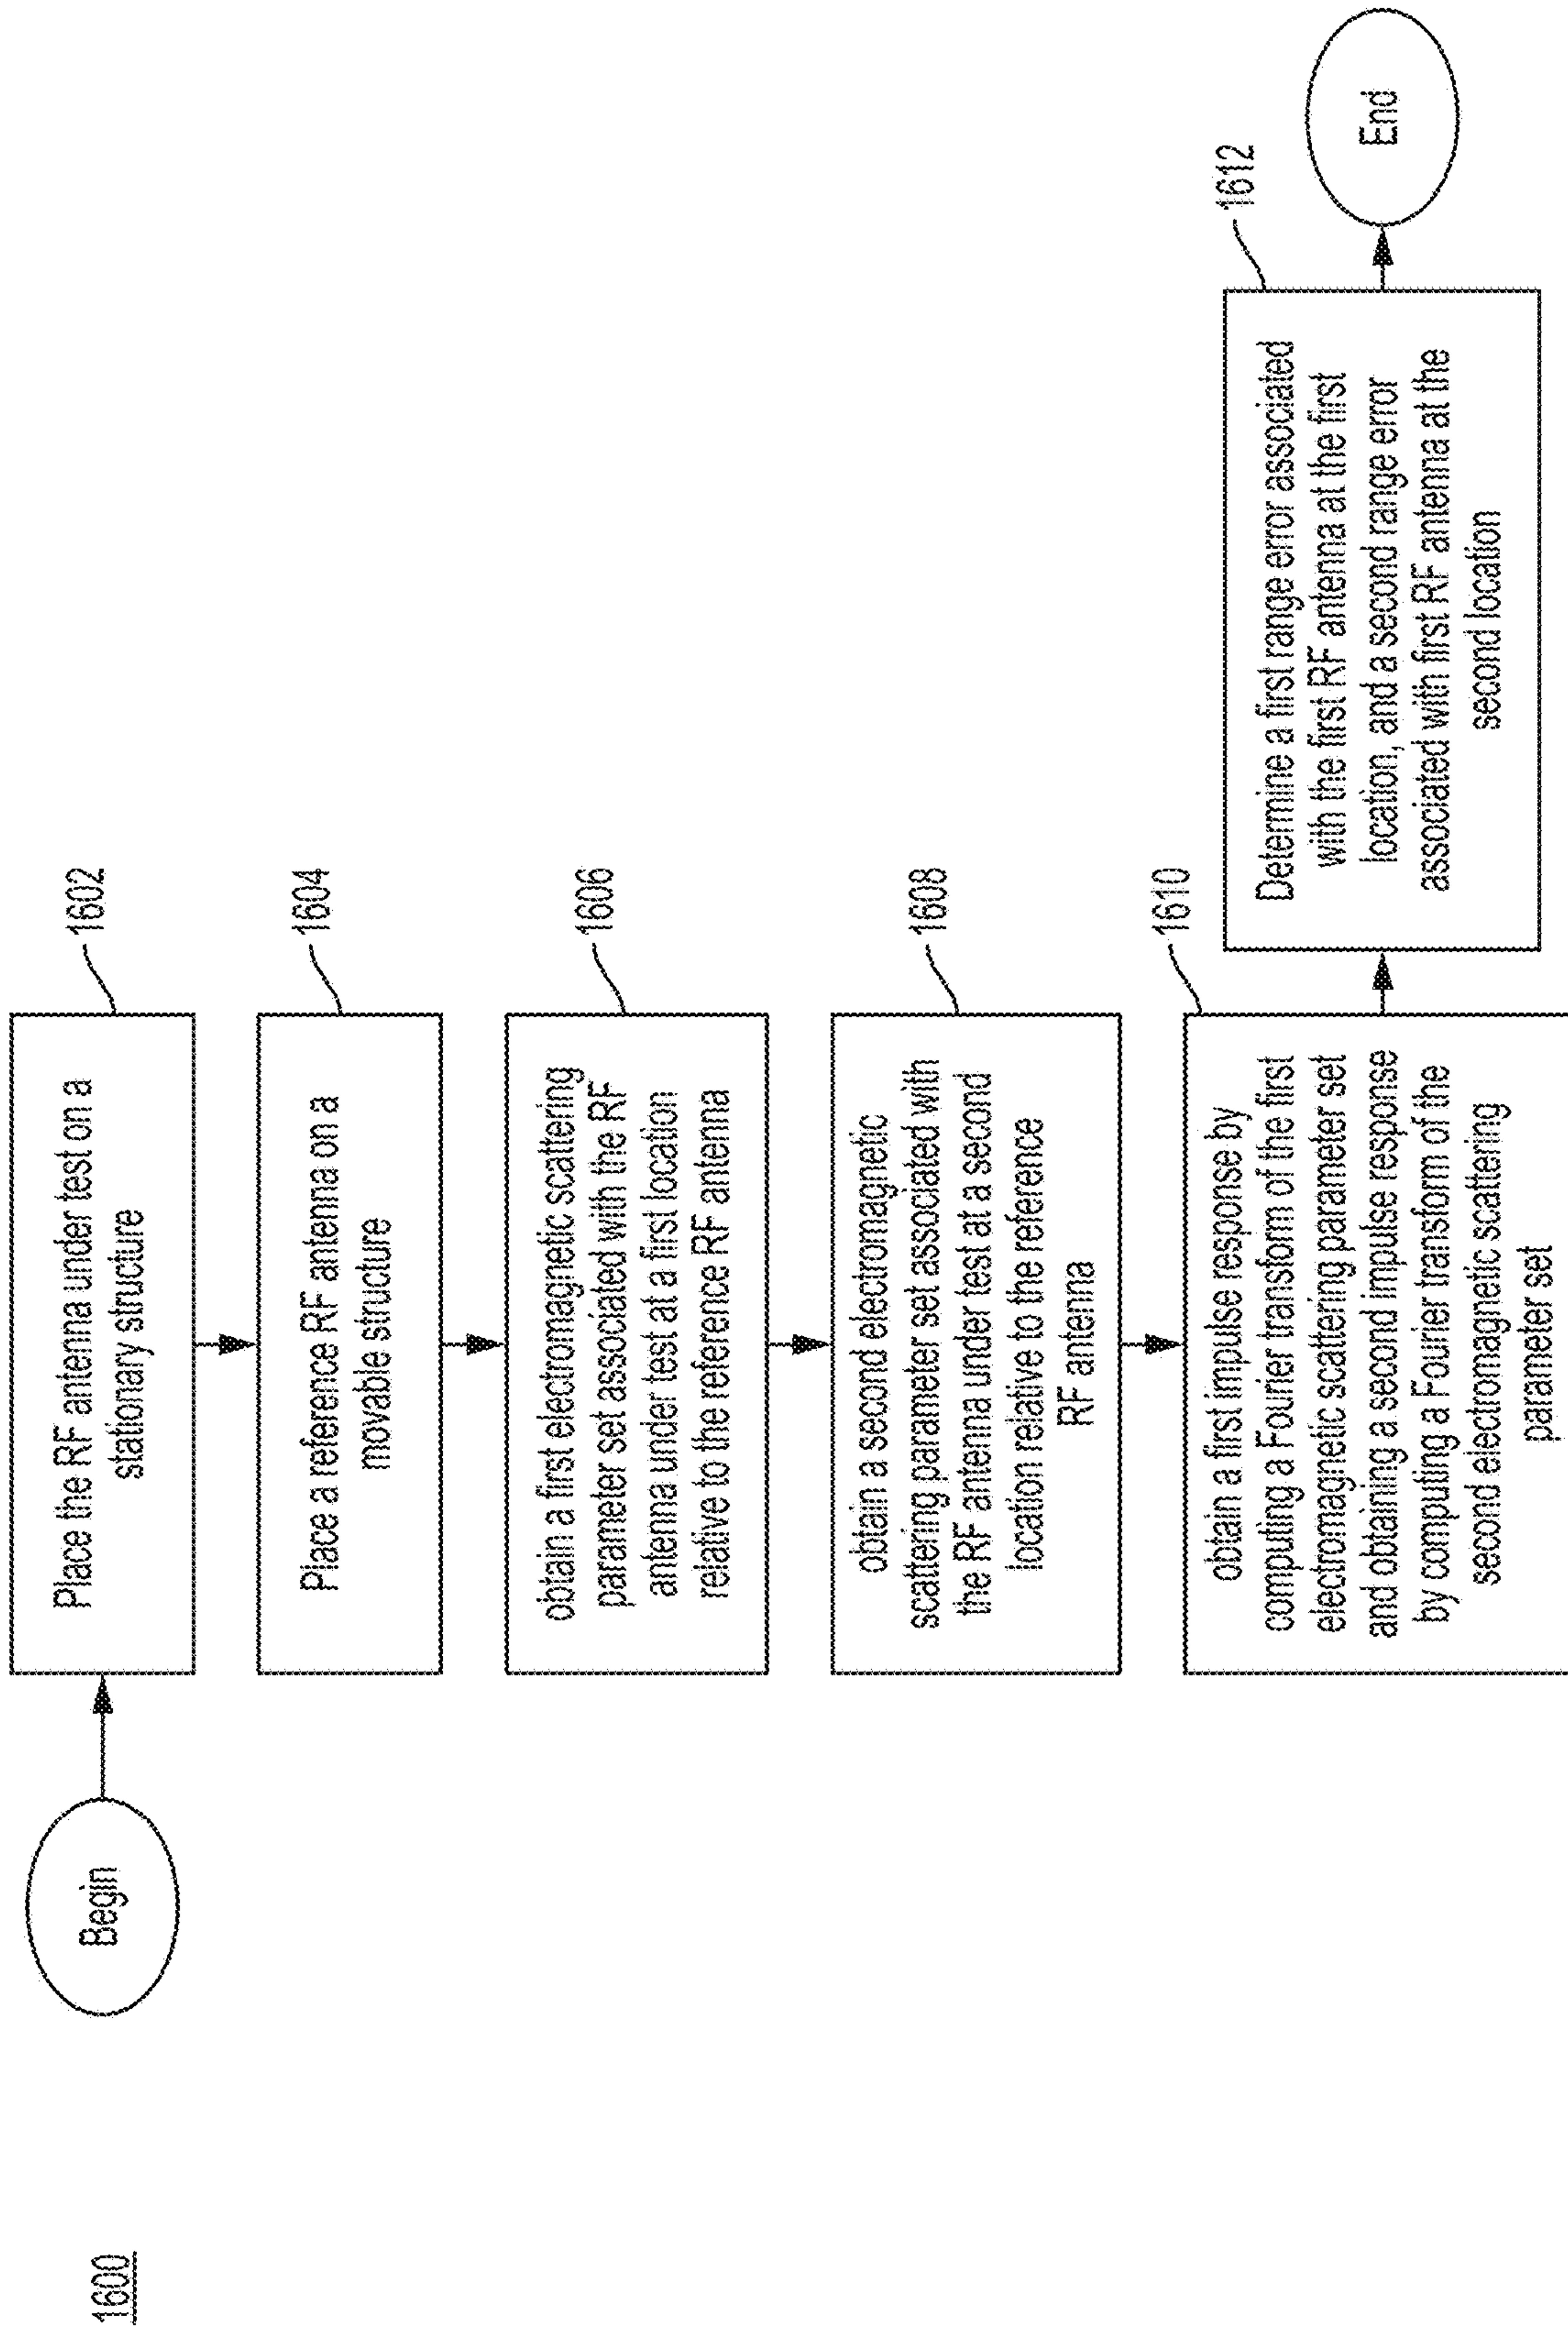 1600
Begin
Place the RF antenna under test on a
stationary structure
1602
Place a reference RF antenna on a
movable structure
1604
obtain a first electromagnetic scattering
parameter set associated with the RF
antenna under test at a first location
relative to the reference RF antenna
1606
obtain a second electromagnetic
scattering parameter set associated with
the RF antenna under test at a second
location relative to the reference
RF antenna
1608
obtain a first impulse response by
computing a Fourier transform of the first
electromagnetic scattering parameter set
and obtaining a second impulse response
by computing a Fourier transform of the
second electromagnetic scattering
parameter set
1610
Determine a first range error associated
with the first RF antenna at the first
location, and a second range error
associated with first RF antenna at the
second location
1612
End